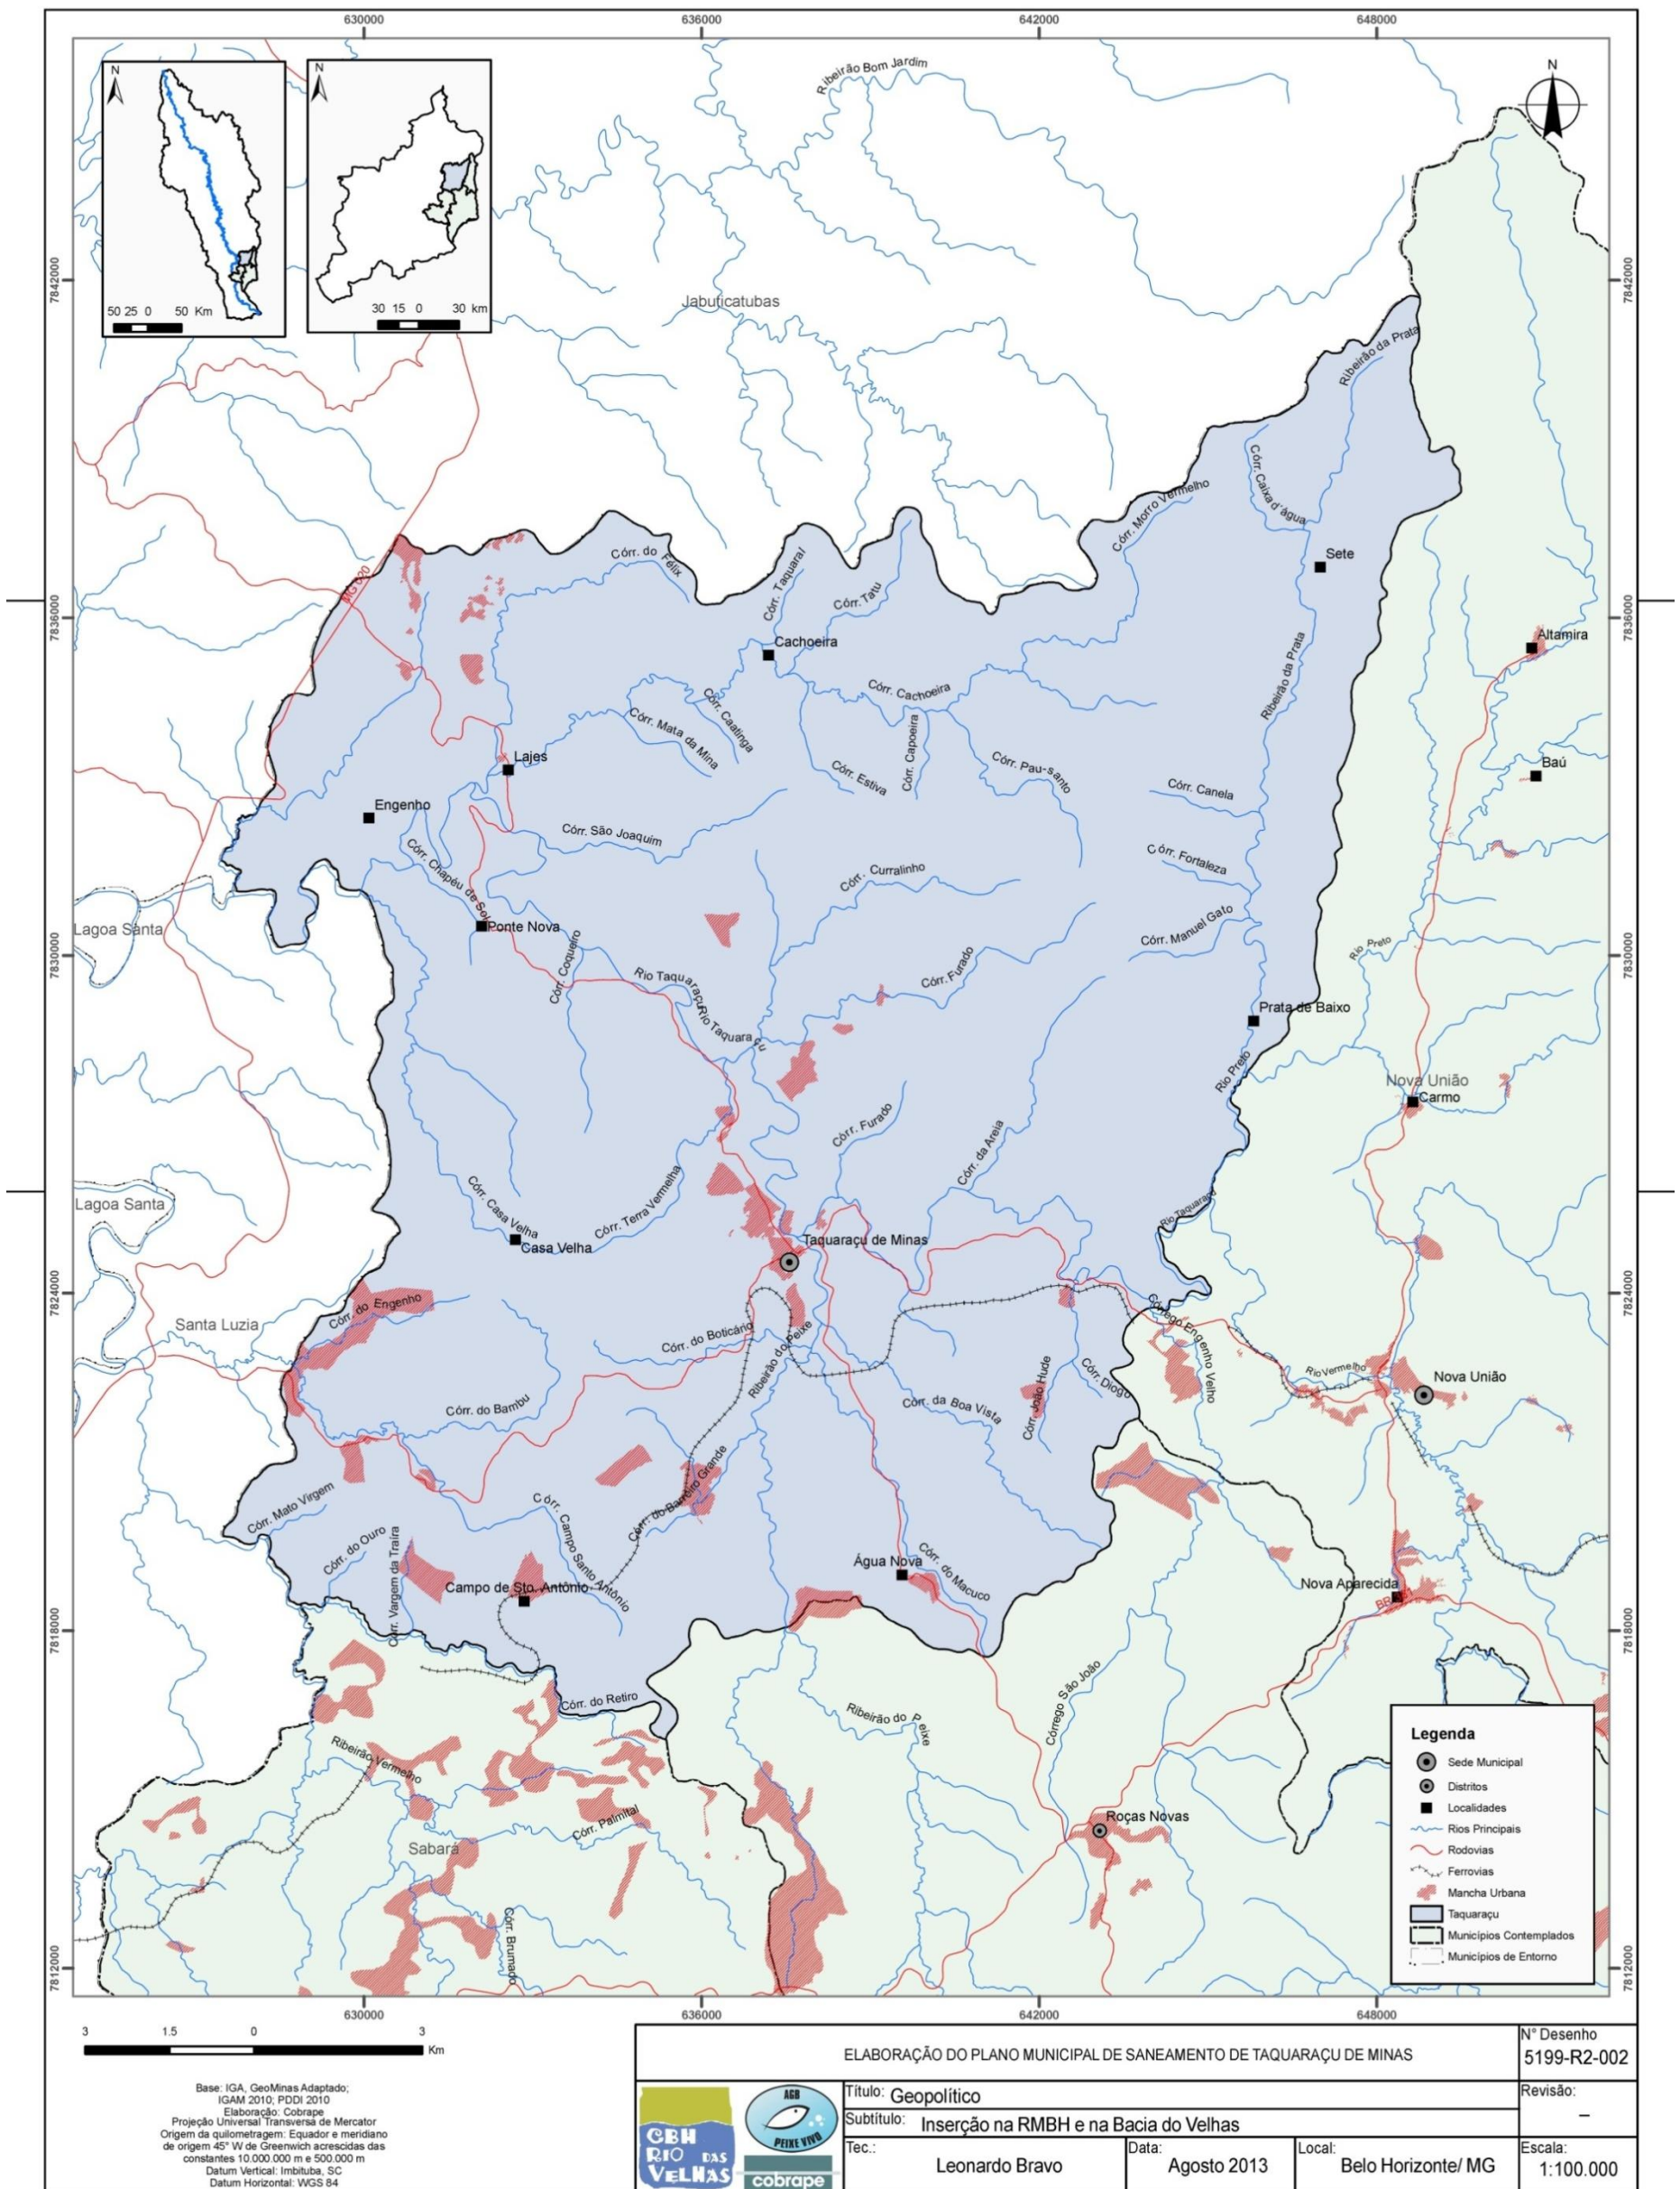 630000
636000
642000
648000
N
50 25 0 50 Km
N
30 15 0 30 km
N
Ribeirão Bom Jardim
7842000
7842000
Jabuticatubas
Ribeirão da Prata
Córr. Caixa d´água
Córr. Morro Vermelho
Sete
Córr. do Félix
Córr. Taquaral
Córr. Tatu
MG 020
7836000
7836000
Cachoeira
Altamira
Ribeirão da Prata
Córr. Cachoeira
Córr. Caatinga
Córr. Mata da Mina
Córr. Capoeira
Lajes
Córr. Estiva
Córr. Pau-santo
Baú
Córr. Canela
Engenho
Córr. São Joaquim
Córr. Chapéu de Sol
Córr. Fortaleza
Córr. Curralinho
Lagoa Santa
Ponte Nova
Córr. Manuel Gato
Rio Preto
7830000
7830000
Córr. Coqueiro
Rio Taquaraçu
Córr. Furado
Rio Taquaraçu
Prata de Baixo
Rio Preto
Nova União
Carmo
Córr. Furado
Córr. da Areia
Lagoa Santa
Córr. Casa Velha
Córr. Terra Vermelha
Rio Taquaraçu
Casa Velha
Taquaraçu de Minas
7824000
7824000
Córr. do Engenho
Santa Luzia
Córr. do Boticário
Ribeirão do Peixe
Córrego Engenho Velho
Rio Vermelho
Nova União
Córr. João Hude
Córr. Diogo
Córr. do Bambu
Córr. da Boa Vista
Córr. do Barreiro Grande
Córr. Mato Virgem
Córr. do Ouro
Córr. Vargem da Traíra
Córr. Campo Santo Antônio
Campo de Sto. Antônio
Água Nova
Córr. do Macuco
Nova Aparecida
BR
7818000
7818000
Córr. do Retiro
Córrego São João
Ribeirão do Peixe
Ribeirão Vermelho
Córr. Palmital
Roças Novas
Sabará
Córr. Brumado
7812000
7812000
Legenda
Sede Municipal
Distritos
Localidades
Rios Principais
Rodovias
Ferrovias
Mancha Urbana
Taquaraçu
Municípios Contemplados
Municípios de Entorno
630000
636000
642000
648000
3 1.5 0 3
Km
Base: IGA, GeoMinas Adaptado;
IGAM 2010; PDDI 2010
Elaboração: Cobrape
Projeção Universal Transversa de Mercator
Origem da quilometragem: Equador e meridiano
de origem 45° W de Greenwich acrescidas das
constantes 10.000.000 m e 500.000 m
Datum Vertical: Imbituba, SC
Datum Horizontal: WGS 84
ELABORAÇÃO DO PLANO MUNICIPAL DE SANEAMENTO DE TAQUARAÇU DE MINAS
N° Desenho
5199-R2-002
CBH
RIO DAS
VELHAS
AGB
PEIXE VIVO
cobrape
Título: Geopolítico
Revisão:
–
Subtítulo: Inserção na RMBH e na Bacia do Velhas
Tec.:
Leonardo Bravo
Data:
Agosto 2013
Local:
Belo Horizonte/ MG
Escala:
1:100.000